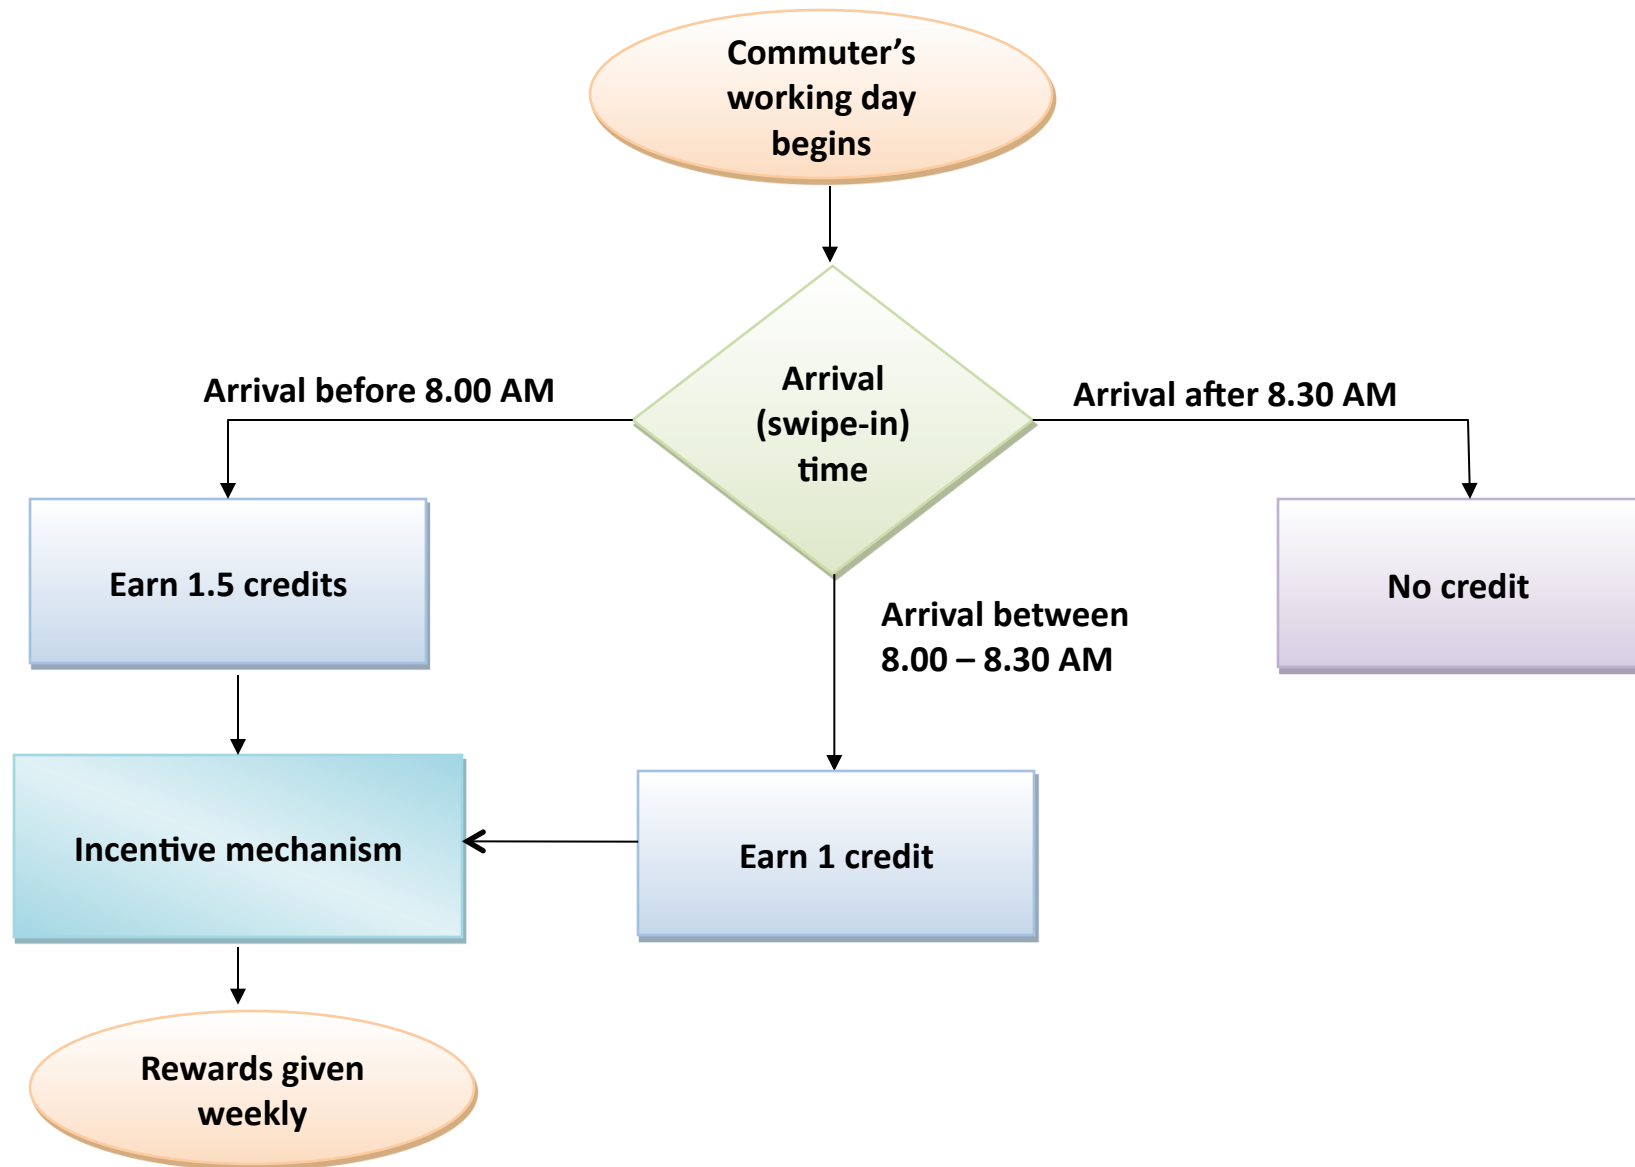 Commuter’s
working day
begins
Arrival before 8.00 AM
Arrival
(swipe-in)
time
Arrival after 8.30 AM
Earn 1.5 credits
Arrival between
8.00 – 8.30 AM
No credit
Incentive mechanism
Earn 1 credit
Rewards given
weekly